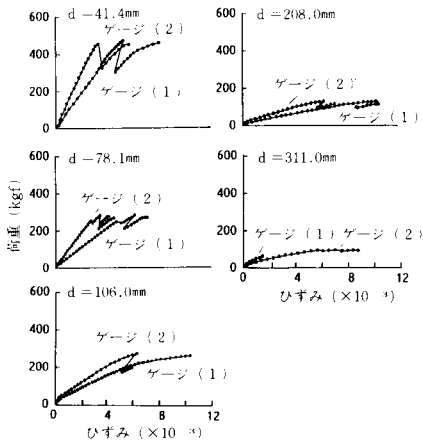 d=41.4mm
600
400
200
0
ゲージ（2）
ゲージ（1）
d=208.0mm
600
400
200
0
ゲージ（2）
ゲージ（1）
d=78.1mm
600
400
200
0
ゲージ（2）
ゲージ（1）
荷重（kgf）
d=311.0mm
600
400
200
0
ゲージ（1）
ゲージ（2）
0 4 8 12
ひずみ（×10⁻³）
d=106.0mm
600
400
200
0
ゲージ（2）
ゲージ（1）
0 4 8 12
ひずみ（×10⁻³）